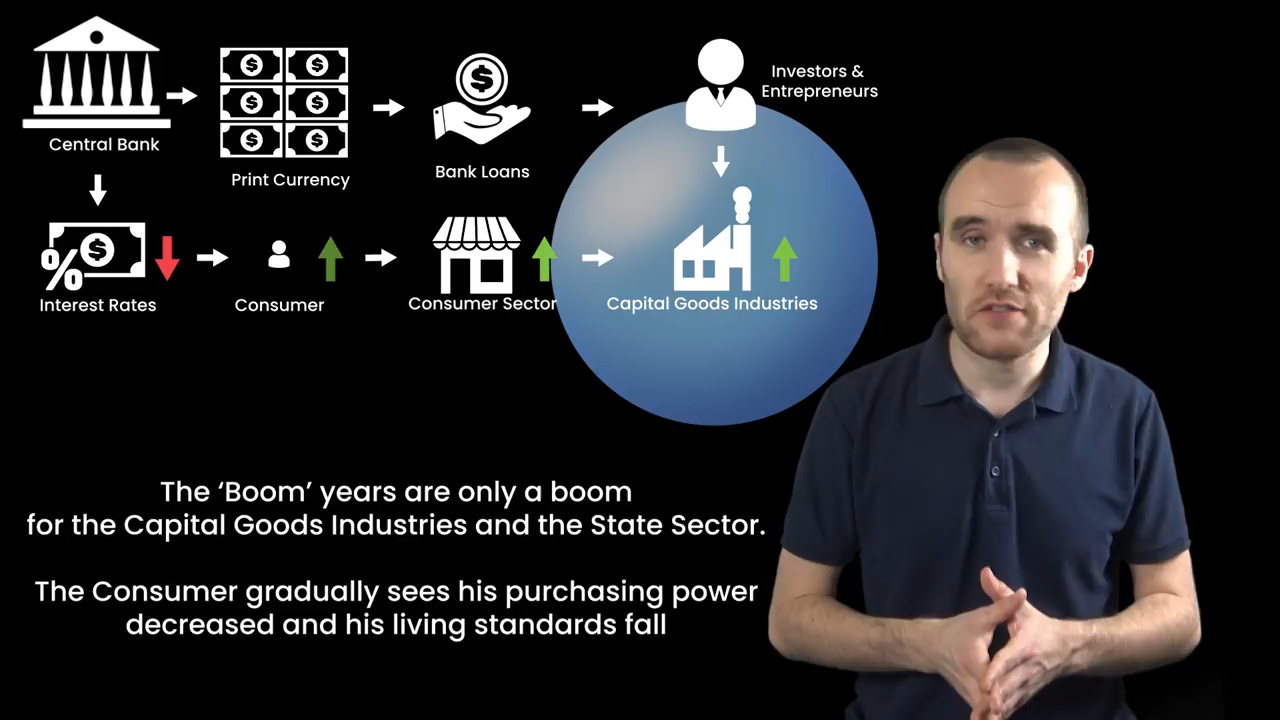 Investors &
Entrepreneurs
Central Bank
Print Currency
Bank Loans
Interest Rates
Consumer
Consumer Sector
Capital Goods Industries
The ‘Boom’ years are only a boom
for the Capital Goods Industries and the State Sector.
The Consumer gradually sees his purchasing power
decreased and his living standards fall